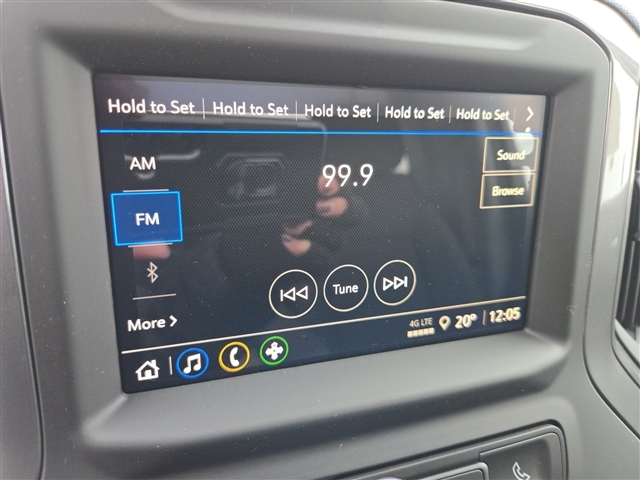 Hold to Set Hold to Set Hold to Set Hold to Set Hold to Set >
AM
99.9
Sound
FM
Browse
Tune
More >
4G LTE 20° 12:05